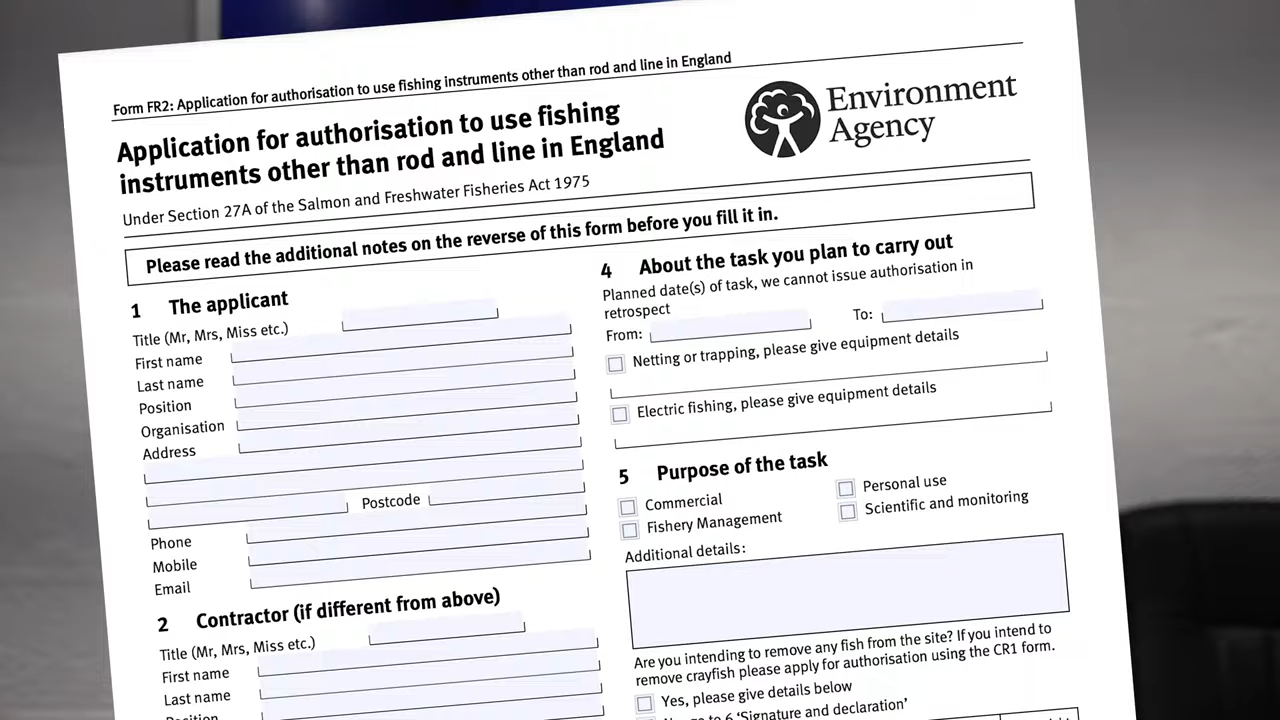 Form FR2: Application for authorisation to use fishing instruments other than rod and line in England
Application for authorisation to use fishing
instruments other than rod and line in England
Under Section 27A of the Salmon and Freshwater Fisheries Act 1975
Environment
Agency
Please read the additional notes on the reverse of this form before you fill it in.
1 The applicant
Title (Mr, Mrs, Miss etc.)
First name
Last name
Position
Organisation
Address
Postcode
Phone
Mobile
Email
2 Contractor (if different from above)
Title (Mr, Mrs, Miss etc.)
First name
Last name
Position
4 About the task you plan to carry out
Planned date(s) of task, we cannot issue authorisation in
retrospect
From: To:
Netting or trapping, please give equipment details
Electric fishing, please give equipment details
5 Purpose of the task
Commercial Personal use
Fishery Management Scientific and monitoring
Additional details:
Are you intending to remove any fish from the site? If you intend to
remove crayfish please apply for authorisation using the CR1 form.
Yes, please give details below
go to 6 'Signature and declaration'